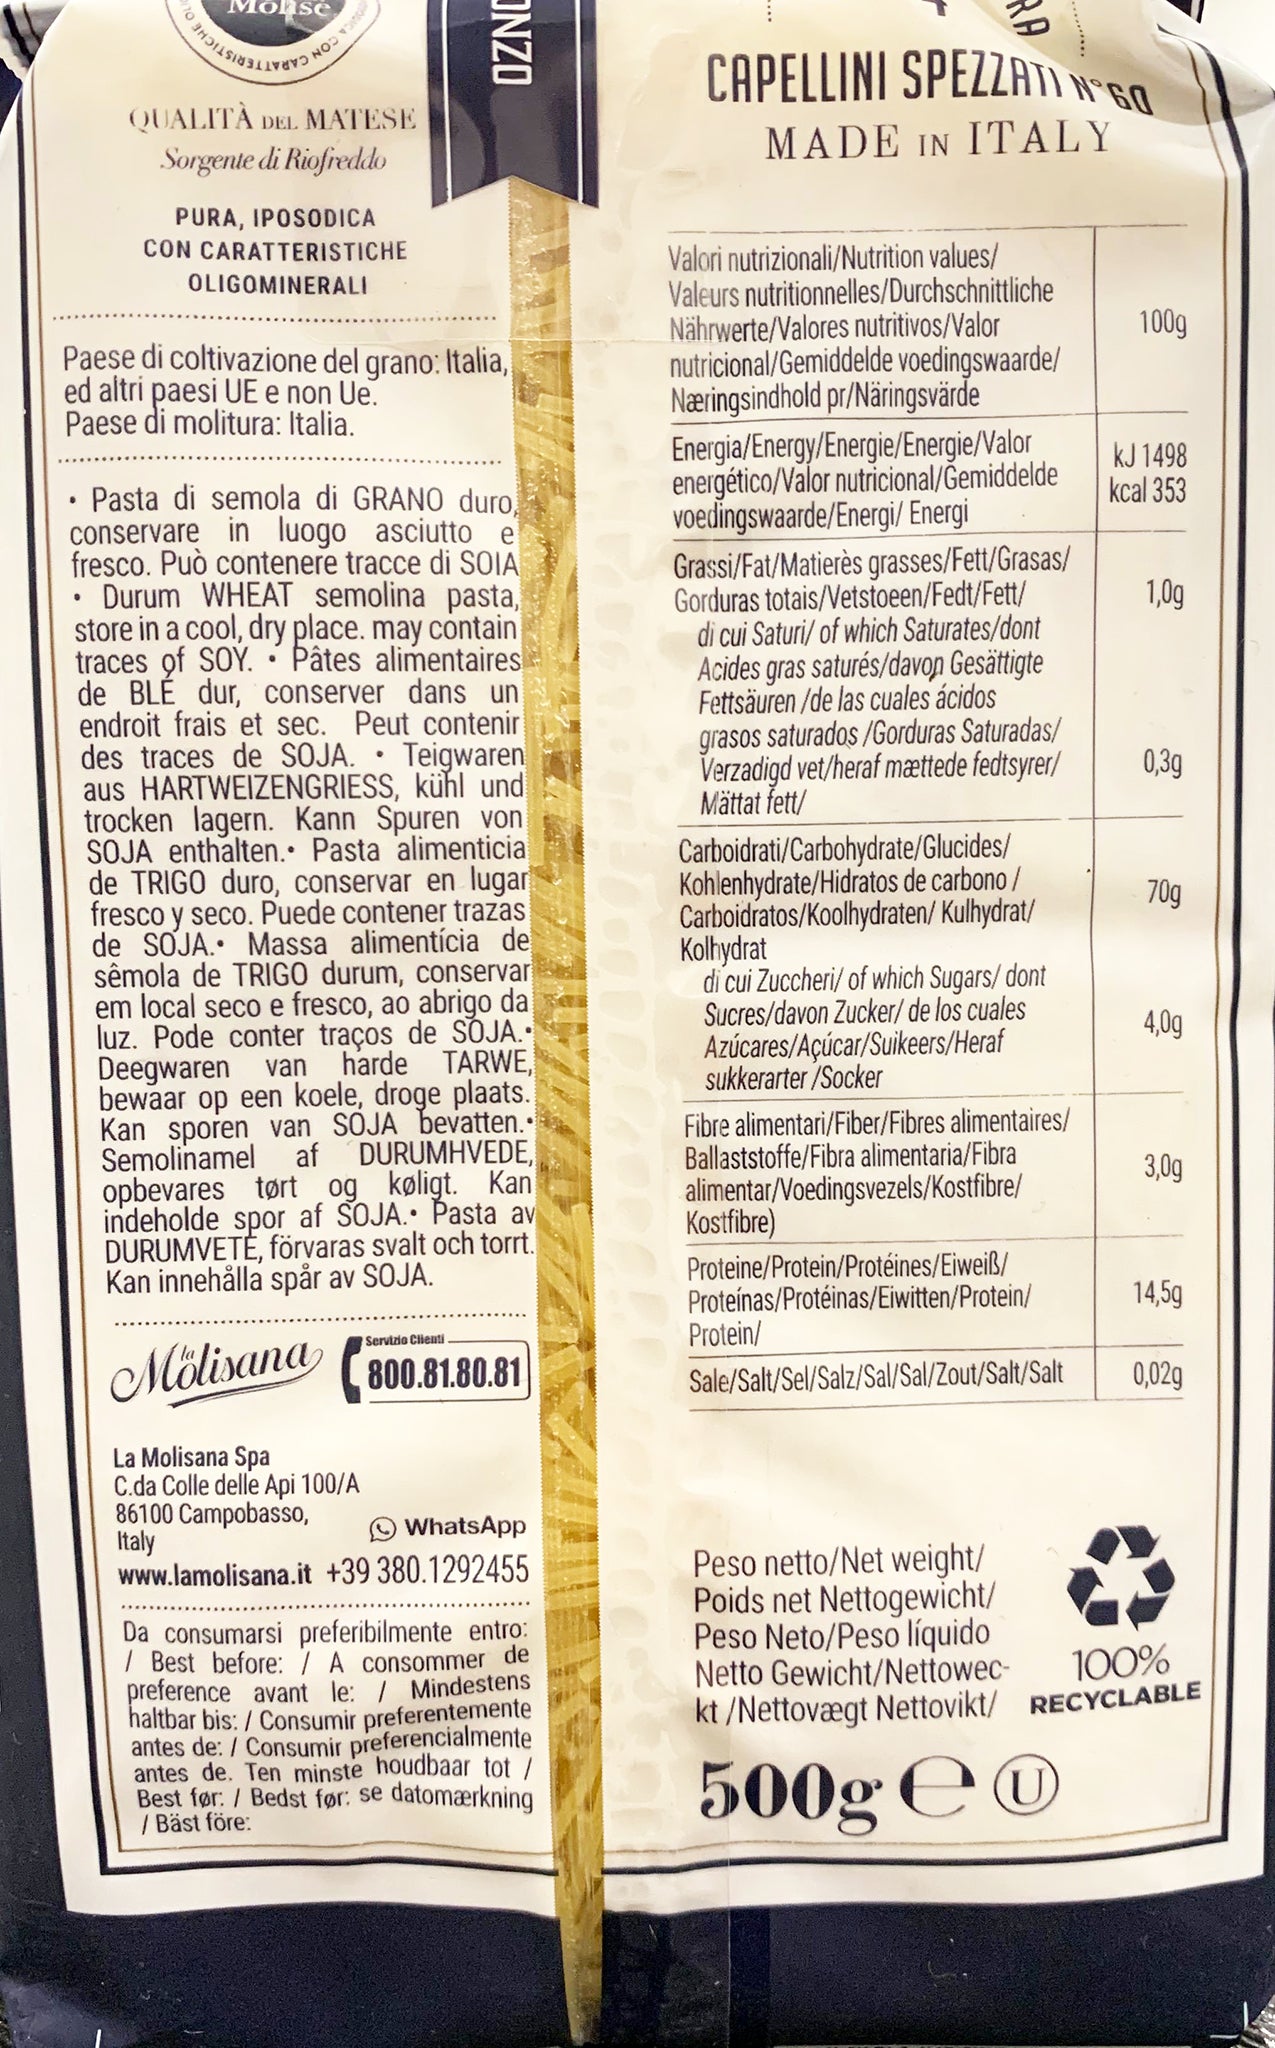 Molise
CON CARATTERISTICHE
QUALITÀ DEL MATESE
Sorgente di Riofreddo
PURA, IPOSODICA
CON CARATTERISTICHE
OLIGOMINERALI
Paese di coltivazione del grano: Italia,
ed altri paesi UE e non Ue.
Paese di molitura: Italia.
• Pasta di semola di GRANO duro,
conservare in luogo asciutto e
fresco. Può contenere tracce di SOIA
• Durum WHEAT semolina pasta,
store in a cool, dry place. may contain
traces of SOY. • Pâtes alimentaires
de BLÉ dur, conserver dans un
endroit frais et sec. Peut contenir
des traces de SOJA. • Teigwaren
aus HARTWEIZENGRIESS, kühl und
trocken lagern. Kann Spuren von
SOJA enthalten.• Pasta alimenticia
de TRIGO duro, conservar en lugar
fresco y seco. Puede contener trazas
de SOJA.• Massa alimentícia de
sêmola de TRIGO durum, conservar
em local seco e fresco, ao abrigo da
luz. Pode conter traços de SOJA.•
Deegwaren van harde TARWE,
bewaar op een koele, droge plaats.
Kan sporen van SOJA bevatten.•
Semolinamel af DURUMHVEDE,
opbevares tørt og køligt. Kan
indeholde spor af SOJA.• Pasta av
DURUMVETE, förvaras svalt och torrt.
Kan innehålla spår av SOJA.
la Molisana
Servizio Clienti
800.81.80.81
La Molisana Spa
C.da Colle delle Api 100/A
86100 Campobasso,
Italy
WhatsApp
www.lamolisana.it +39 380.1292455
Da consumarsi preferibilmente entro:
/ Best before: / A consommer de
preference avant le: / Mindestens
haltbar bis: / Consumir preferentemente
antes de: / Consumir preferencialmente
antes de. Ten minste houdbaar tot /
Best før: / Bedst før: se datomærkning
/ Bäst före:
CAPELLINI SPEZZATI N°60
MADE IN ITALY
Valori nutrizionali/Nutrition values/
Valeurs nutritionnelles/Durchschnittliche
Nährwerte/Valores nutritivos/Valor 100g
nutricional/Gemiddelde voedingswaarde/
Næringsindhold pr/Näringsvärde
Energia/Energy/Energie/Energie/Valor kJ 1498
energético/Valor nutricional/Gemiddelde kcal 353
voedingswaarde/Energi/ Energi
Grassi/Fat/Matierès grasses/Fett/Grasas/
Gorduras totais/Vetstoeen/Fedt/Fett/ 1,0g
di cui Saturi/ of which Saturates/dont
Acides gras saturés/davon Gesättigte
Fettsäuren /de las cuales ácidos
grasos saturados /Gorduras Saturadas/
Verzadigd vet/heraf mættede fedtsyrer/ 0,3g
Mättat fett/
Carboidrati/Carbohydrate/Glucides/
Kohlenhydrate/Hidratos de carbono / 70g
Carboidratos/Koolhydraten/ Kulhydrat/
Kolhydrat
di cui Zuccheri/ of which Sugars/ dont
Sucres/davon Zucker/ de los cuales 4,0g
Azúcares/Açúcar/Suikeers/Heraf
sukkerarter /Socker
Fibre alimentari/Fiber/Fibres alimentaires/
Ballaststoffe/Fibra alimentaria/Fibra 3,0g
alimentar/Voedingsvezels/Kostfibre/
Kostfibre)
Proteine/Protein/Protéines/Eiweiß/
Proteínas/Protéinas/Eiwitten/Protein/ 14,5g
Protein/
Sale/Salt/Sel/Salz/Sal/Sal/Zout/Salt/Salt 0,02g
Peso netto/Net weight/
Poids net Nettogewicht/
Peso Neto/Peso líquido
Netto Gewicht/Nettowec-
kt /Nettovægt Nettovikt/
100%
RECYCLABLE
500g ℮ Ⓤ